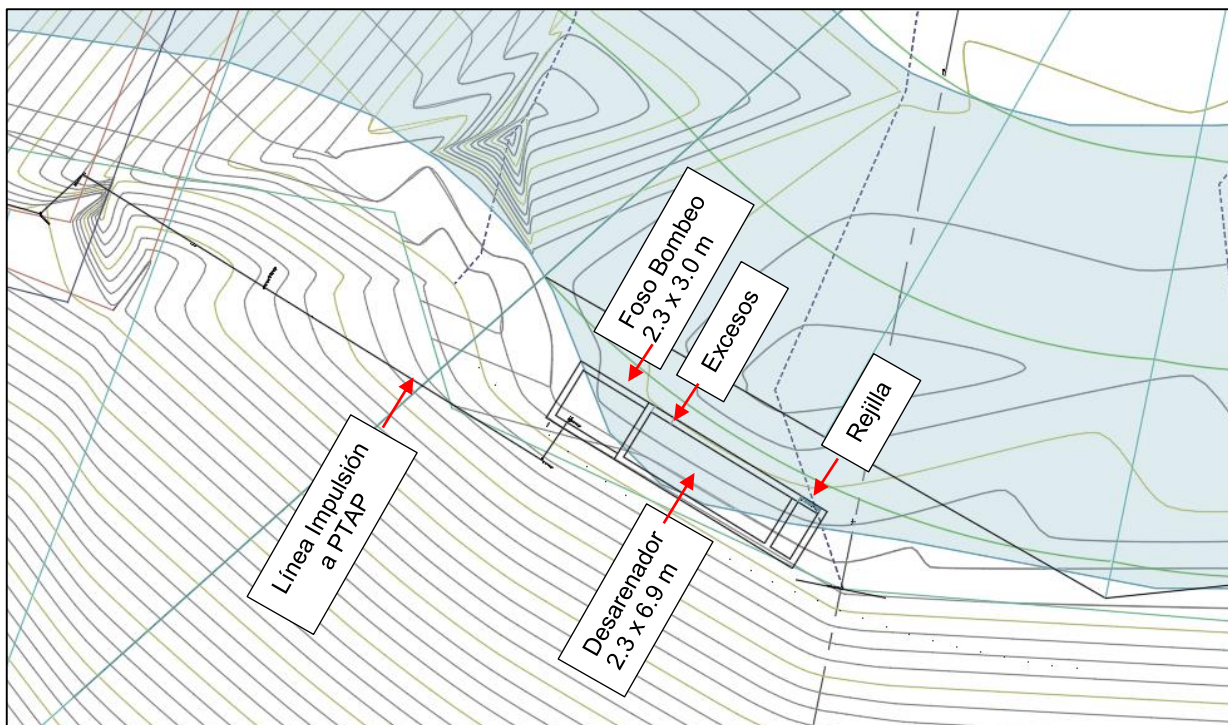 Foso Bombeo
2.3 x 3.0 m
Excesos
Rejilla
Línea Impulsión
a PTAP
Desarenador
2.3 x 6.9 m